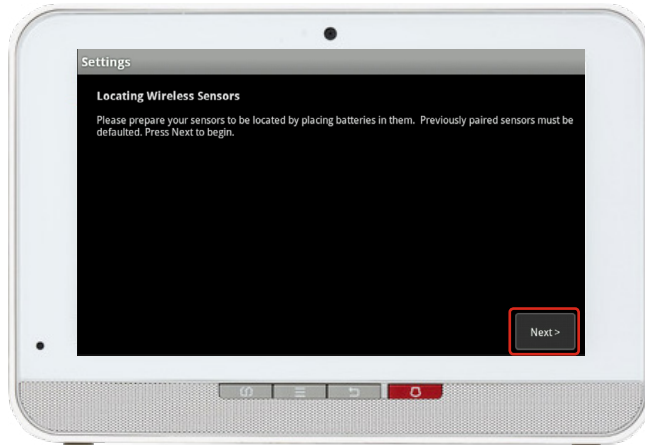 Settings
Locating Wireless Sensors
Please prepare your sensors to be located by placing batteries in them. Previously paired sensors must be
defaulted. Press Next to begin.
Next >